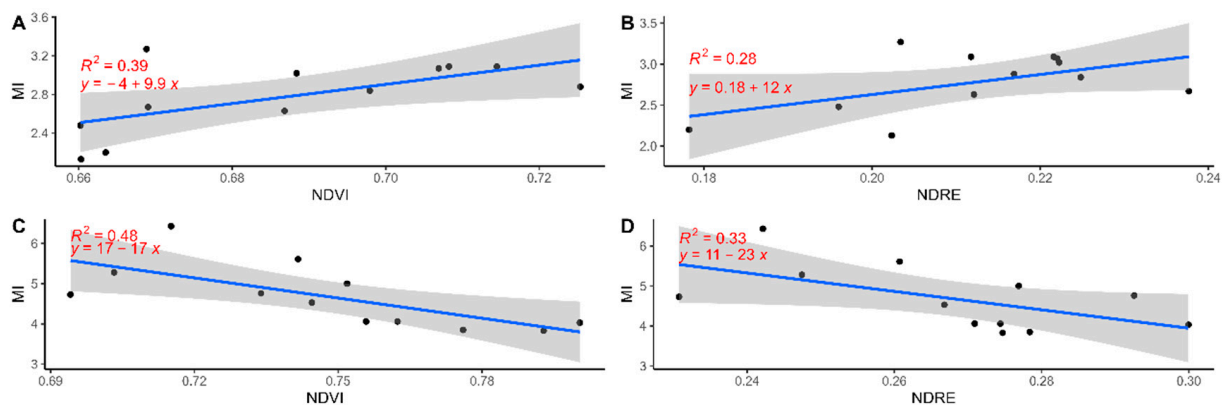 A
MI
3.6
3.2
2.8
2.4
R² = 0.39
y = −4 + 9.9 x
0.66
0.68
0.70
0.72
NDVI
B
MI
3.5
3.0
2.5
2.0
R² = 0.28
y = 0.18 + 12 x
0.18
0.20
0.22
0.24
NDRE
C
MI
6
5
4
3
R² = 0.48
y = 17 − 17 x
0.69
0.72
0.75
0.78
NDVI
D
MI
6
5
4
3
R² = 0.33
y = 11 − 23 x
0.24
0.26
0.28
0.30
NDRE